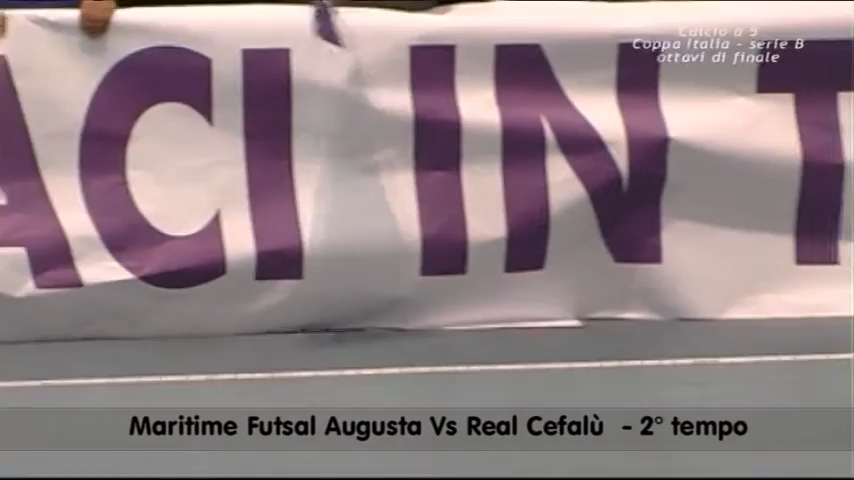 Calcio a 5
Coppa Italia - serie B
ottavi di finale
ACI IN T
Maritime Futsal Augusta Vs Real Cefalù - 2° tempo